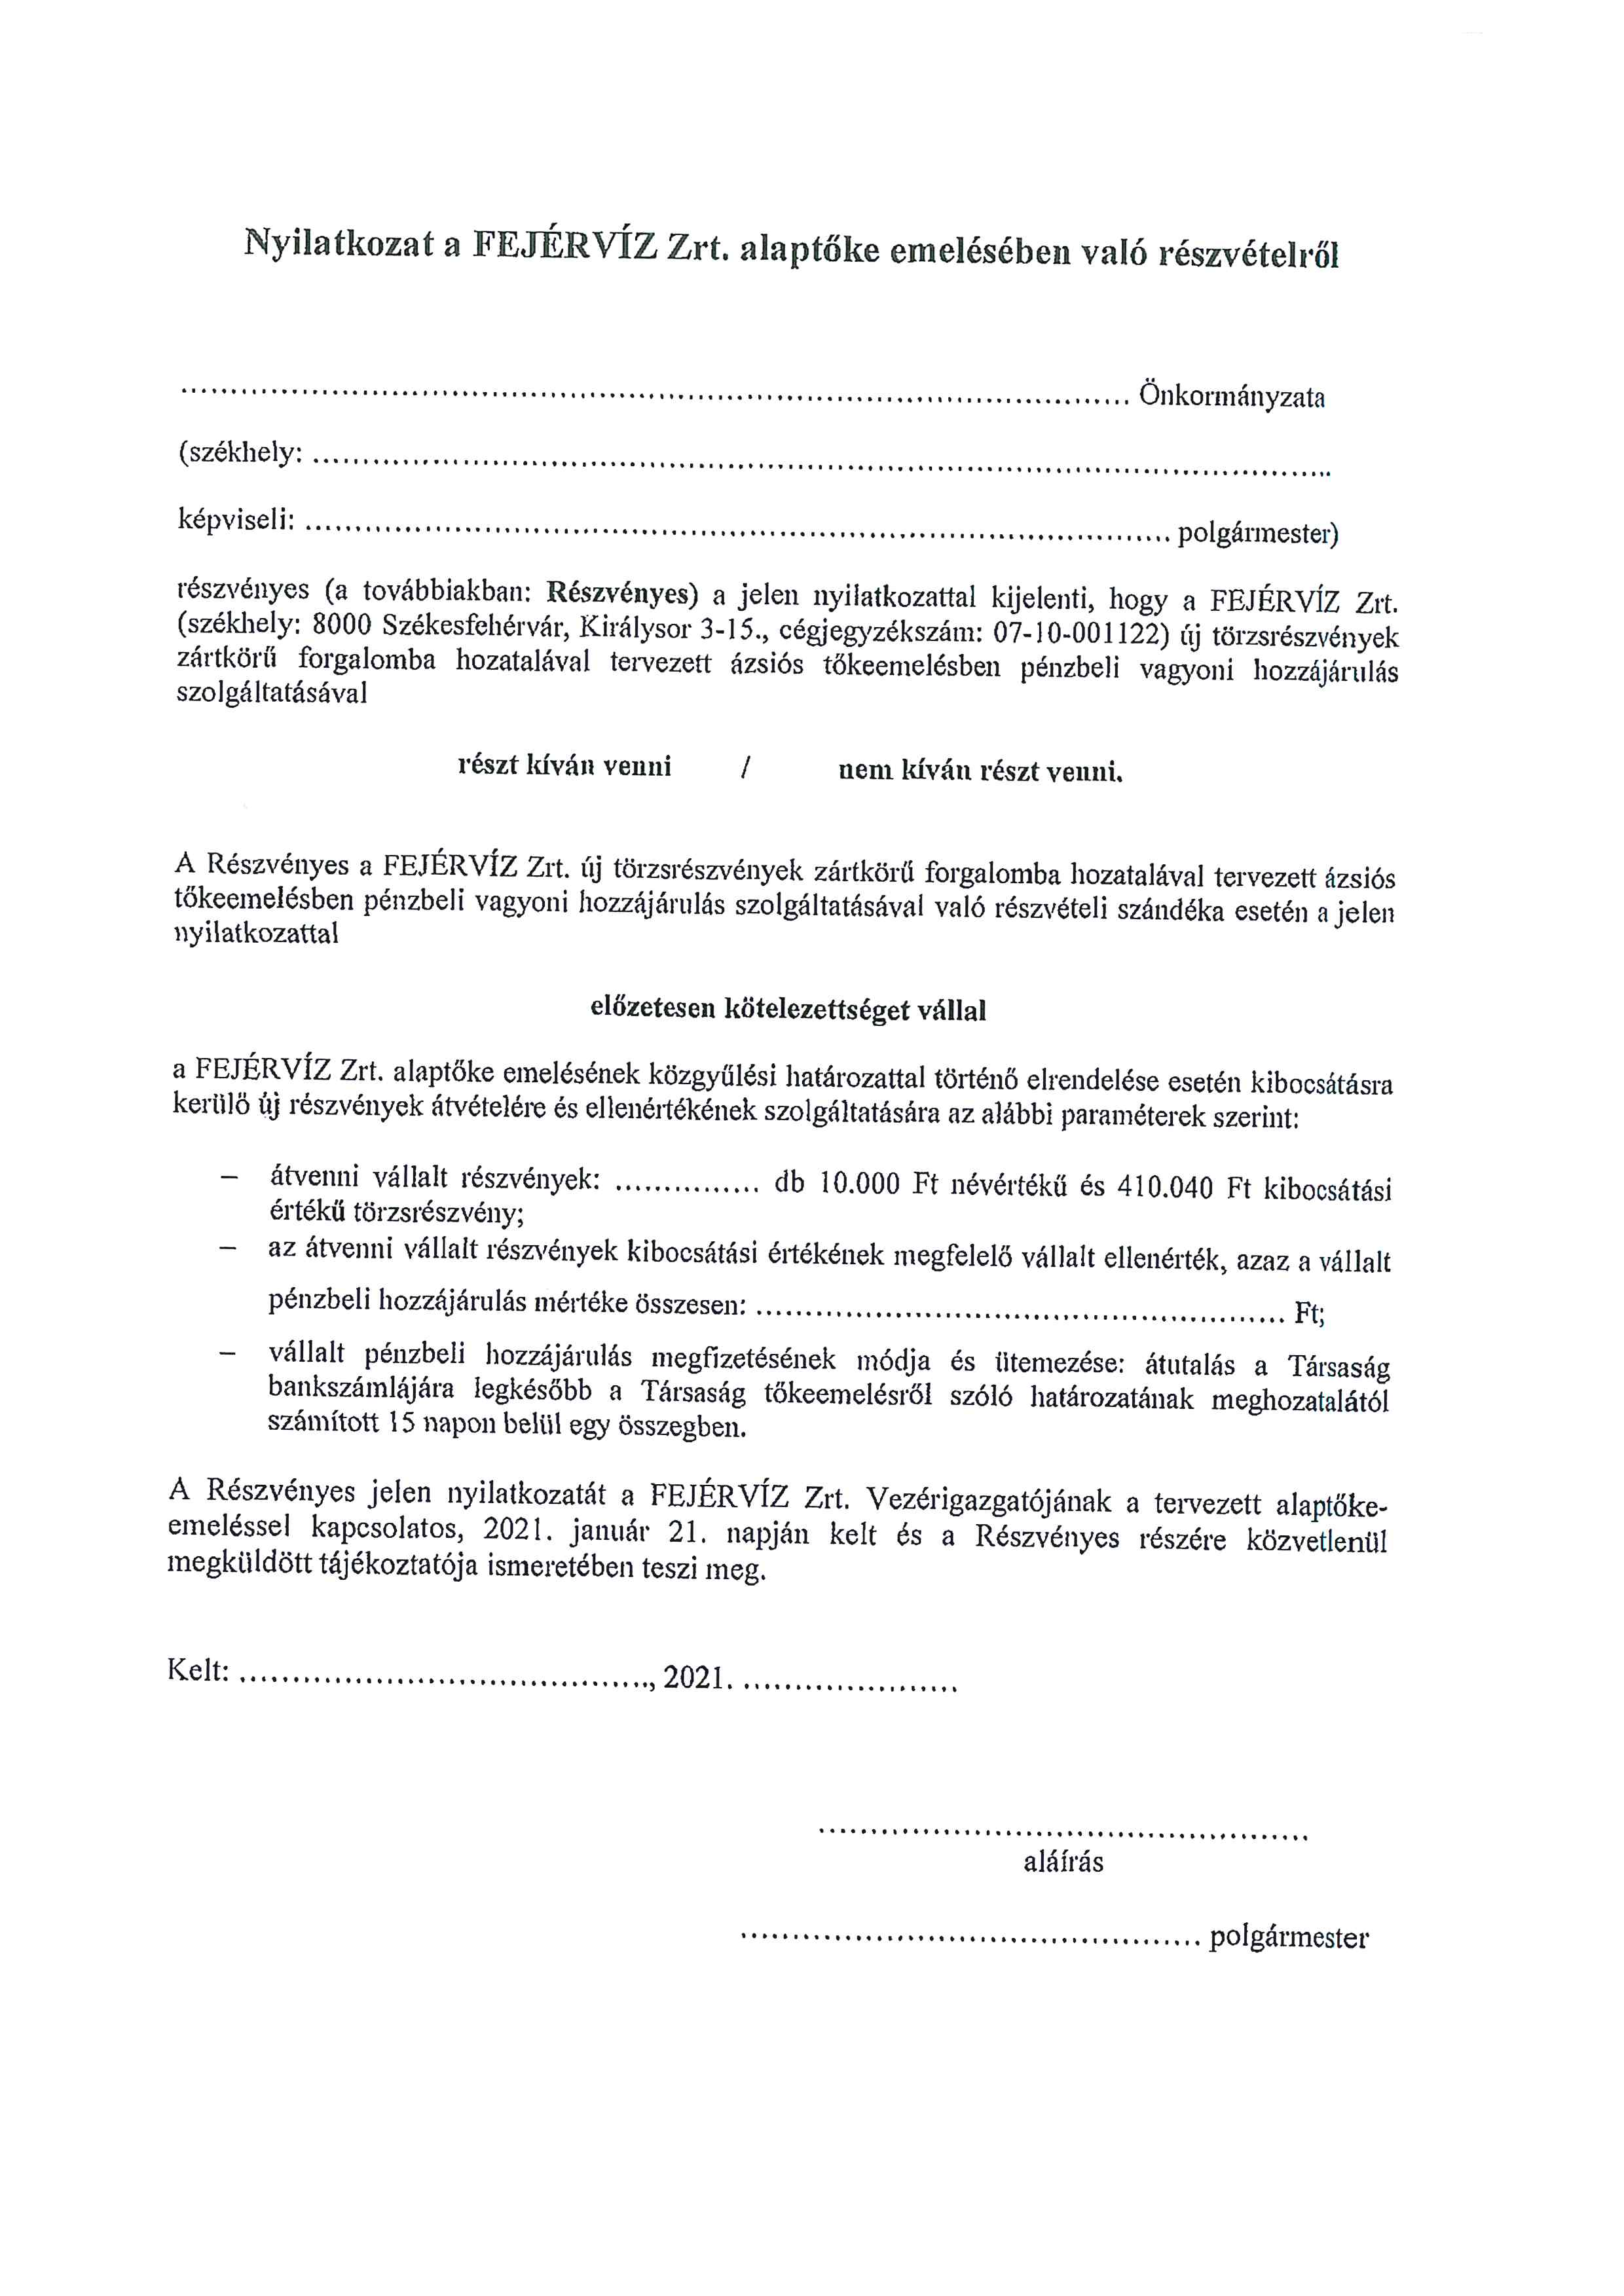 Nyilatkozat a FEJÉRVÍZ Zrt. alaptőke emelésében való részvételről
........................................................................................................ Önkormányzata
(székhely: ........................................................................................................
képviseli: ............................................................................................ polgármester)
részvényes (a továbbiakban: Részvényes) a jelen nyilatkozattal kijelenti, hogy a FEJÉRVÍZ Zrt.
(székhely: 8000 Székesfehérvár, Királysor 3-15., cégjegyzékszám: 07-10-001122) új törzsrészvények
zártkörű forgalomba hozatalával tervezett ázsiós tőkeemelésben pénzbeli vagyoni hozzájárulás
szolgáltatásával
részt kíván venni / nem kíván részt venni.
A Részvényes a FEJÉRVÍZ Zrt. új törzsrészvények zártkörű forgalomba hozatalával tervezett ázsiós
tőkeemelésben pénzbeli vagyoni hozzájárulás szolgáltatásával való részvételi szándéka esetén a jelen
nyilatkozattal
előzetesen kötelezettséget vállal
a FEJÉRVÍZ Zrt. alaptőke emelésének közgyűlési határozattal történő elrendelése esetén kibocsátásra
kerülő új részvények átvételére és ellenértékének szolgáltatására az alábbi paraméterek szerint:
– átvenni vállalt részvények: ............... db 10.000 Ft névértékű és 410.040 Ft kibocsátási
értékű törzsrészvény;
– az átvenni vállalt részvények kibocsátási értékének megfelelő vállalt ellenérték, azaz a vállalt
pénzbeli hozzájárulás mértéke összesen: ........................................................ Ft;
– vállalt pénzbeli hozzájárulás megfizetésének módja és ütemezése: átutalás a Társaság
bankszámlájára legkésőbb a Társaság tőkeemelésről szóló határozatának meghozatalától
számított 15 napon belül egy összegben.
A Részvényes jelen nyilatkozatát a FEJÉRVÍZ Zrt. Vezérigazgatójának a tervezett alaptőke-
emeléssel kapcsolatos, 2021. január 21. napján kelt és a Részvényes részére közvetlenül
megküldött tájékoztatója ismeretében teszi meg.
Kelt: ........................................, 2021. ......................
..................................................
aláírás
............................................... polgármester